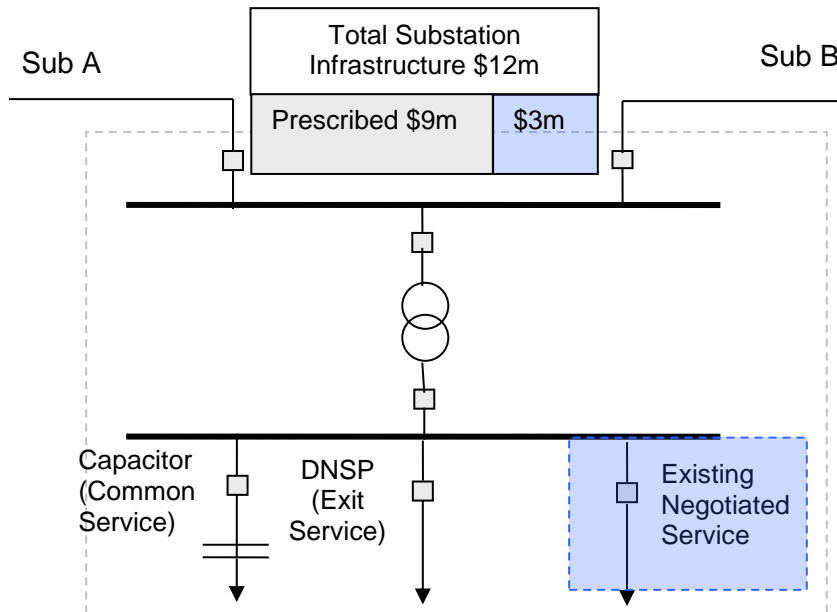 Total Substation
Infrastructure $12m
Sub A
Sub B
Prescribed $9m
$3m
Capacitor
(Common
Service)
DNSP
(Exit
Service)
Existing
Negotiated
Service